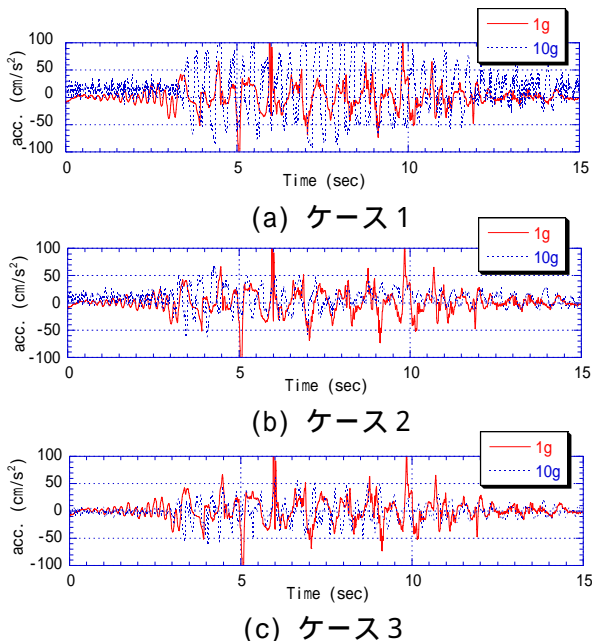 1g
10g
100
50
0
-50
-100
acc. (cm/s²)
0
5
10
15
Time (sec)
(a) ケース1
1g
10g
100
50
0
-50
-100
acc. (cm/s²)
0
5
10
15
Time (sec)
(b) ケース2
1g
10g
100
50
0
-50
-100
acc. (cm/s²)
0
5
10
15
Time (sec)
(c) ケース3